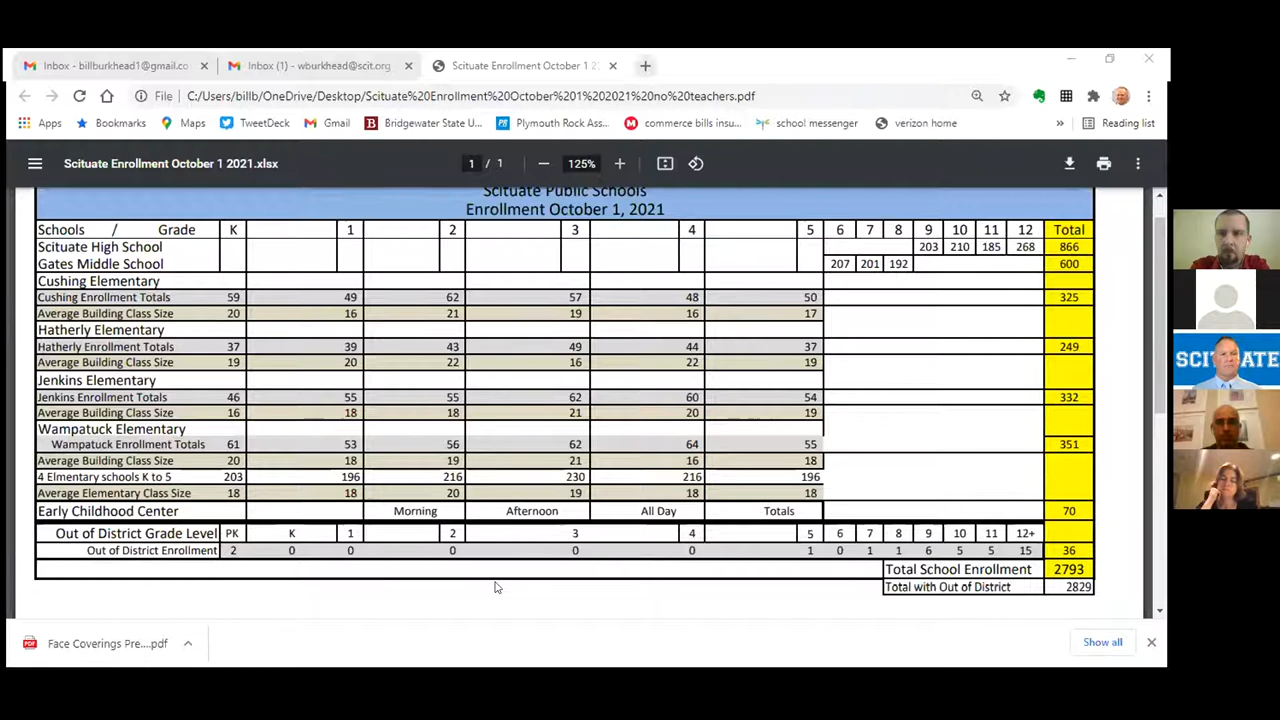 Inbox - billburkhead1@gmail.co
Inbox (1) - wburkhead@scit.org
Scituate Enrollment October 1 2
File C:/Users/billb/OneDrive/Desktop/Scituate%20Enrollment%20October%201%202021%20no%20teachers.pdf
Apps Bookmarks Maps TweetDeck Gmail Bridgewater State U... Plymouth Rock Ass... commerce bills insu... school messenger verizon home » Reading list
Scituate Enrollment October 1 2021.xlsx 1 / 1 125%
Scituate Public Schools
Enrollment October 1, 2021
Schools / Grade K 1 2 3 4 5 6 7 8 9 10 11 12 Total
Scituate High School 203 210 185 268 866
Gates Middle School 207 201 192 600
Cushing Elementary
Cushing Enrollment Totals 59 49 62 57 48 50 325
Average Building Class Size 20 16 21 19 16 17
Hatherly Elementary
Hatherly Enrollment Totals 37 39 43 49 44 37 249
Average Building Class Size 19 20 22 16 22 19
Jenkins Elementary
Jenkins Enrollment Totals 46 55 55 62 60 54 332
Average Building Class Size 16 18 18 21 20 19
Wampatuck Elementary
Wampatuck Enrollment Totals 61 53 56 62 64 55 351
Average Building Class Size 20 18 19 21 16 18
4 Elmentary schools K to 5 203 196 216 230 216 196
Average Elementary Class Size 18 18 20 19 18 18
Early Childhood Center Morning Afternoon All Day Totals 70
Out of District Grade Level PK K 1 2 3 4 5 6 7 8 9 10 11 12+
Out of District Enrollment 2 0 0 0 0 0 1 0 1 1 6 5 5 15 36
Total School Enrollment 2793
Total with Out of District 2829
Face Coverings Pre....pdf
Show all
SCITUATE